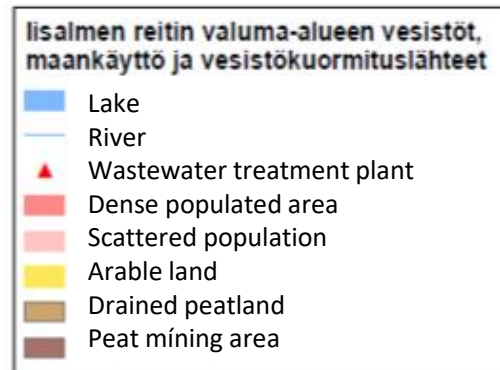 Iisalmen reitin valuma-alueen vesistöt,
maankäyttö ja vesistökuormituslähteet
Lake
River
Wastewater treatment plant
Dense populated area
Scattered population
Arable land
Drained peatland
Peat míning area